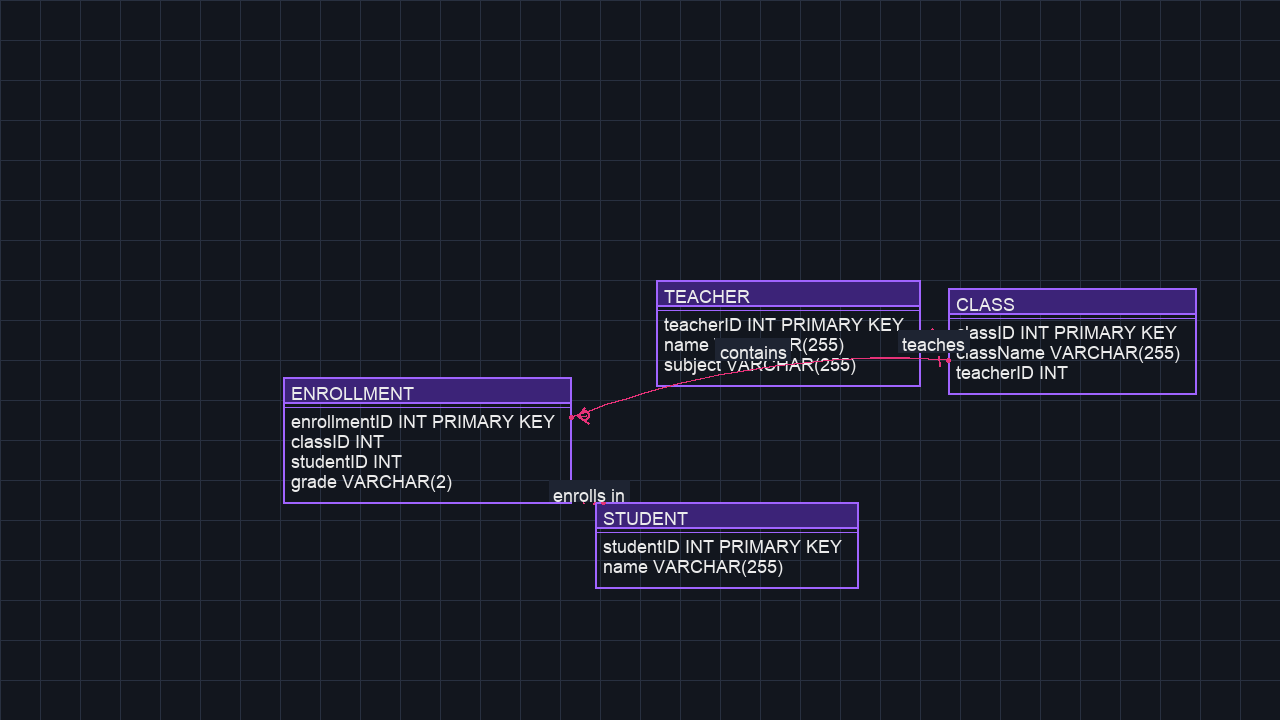 TEACHER
teacherID INT PRIMARY KEY
name R(255)
subject VARCHAR(255)
contains
teaches
CLASS
classID INT PRIMARY KEY
className VARCHAR(255)
teacherID INT
ENROLLMENT
enrollmentID INT PRIMARY KEY
classID INT
studentID INT
grade VARCHAR(2)
enrolls in
STUDENT
studentID INT PRIMARY KEY
name VARCHAR(255)